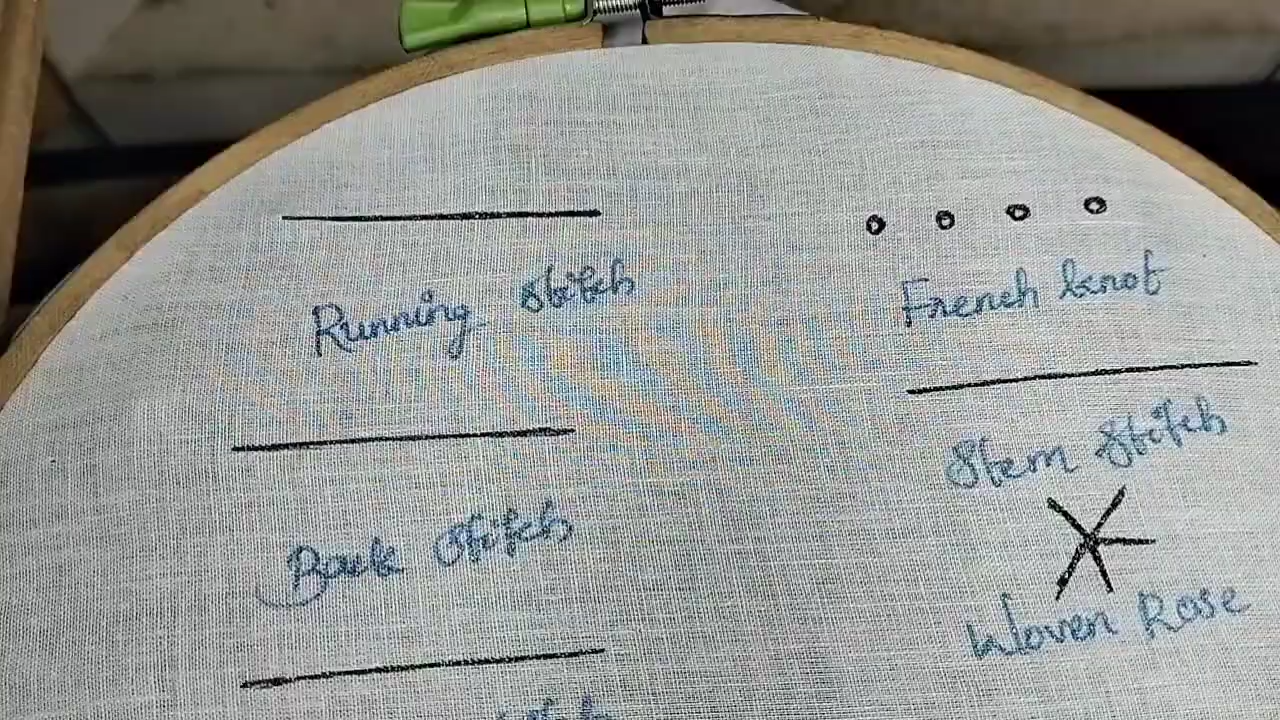 Running stitch
French knot
Stem stitch
Back stitch
Woven Rose